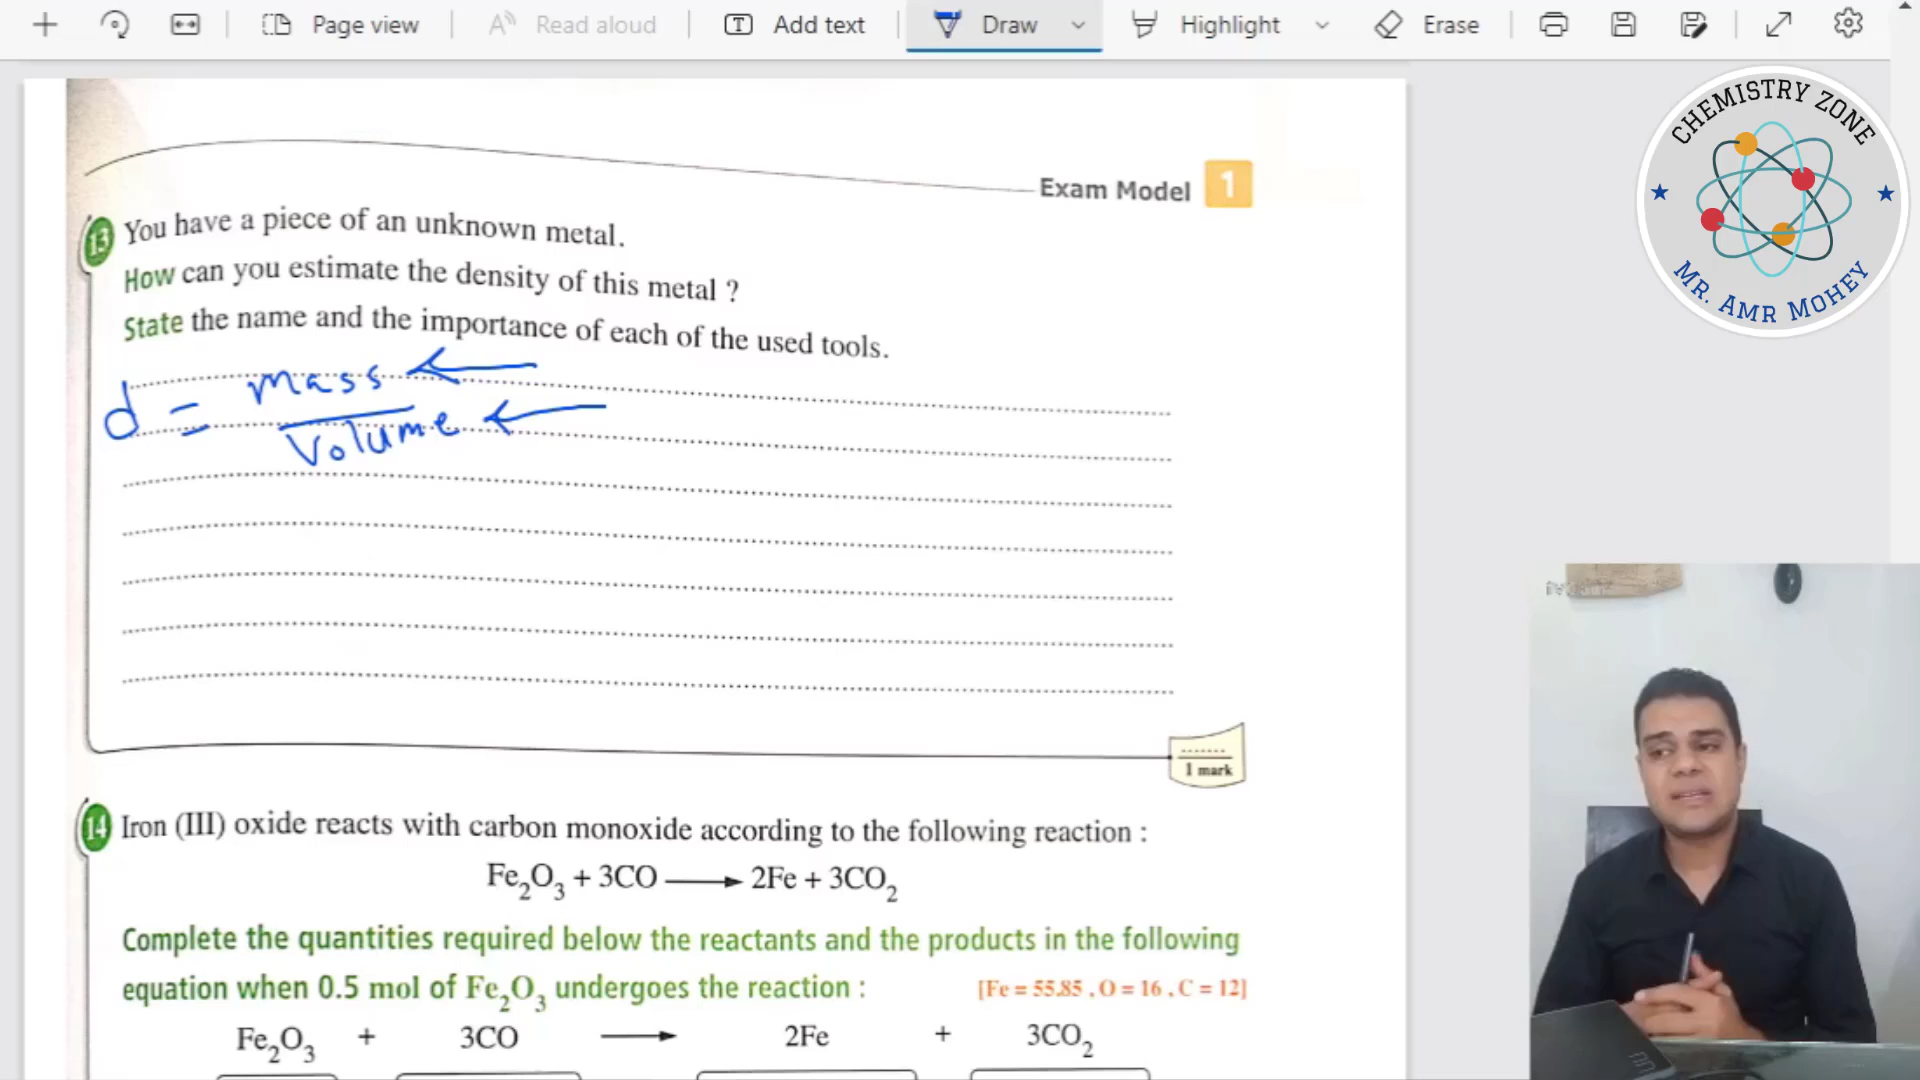 Page view
Read aloud
Add text
Draw
Highlight
Erase
CHEMISTRY ZONE
MR. AMR MOHEY
Exam Model 1
13 You have a piece of an unknown metal.
How can you estimate the density of this metal ?
State the name and the importance of each of the used tools.
d = mass
volume
.......
1 mark
14 Iron (III) oxide reacts with carbon monoxide according to the following reaction :
Fe₂O₃ + 3CO ⟶ 2Fe + 3CO₂
Complete the quantities required below the reactants and the products in the following
equation when 0.5 mol of Fe₂O₃ undergoes the reaction :
[Fe = 55.85 , O = 16 , C = 12]
Fe₂O₃ + 3CO ⟶ 2Fe + 3CO₂